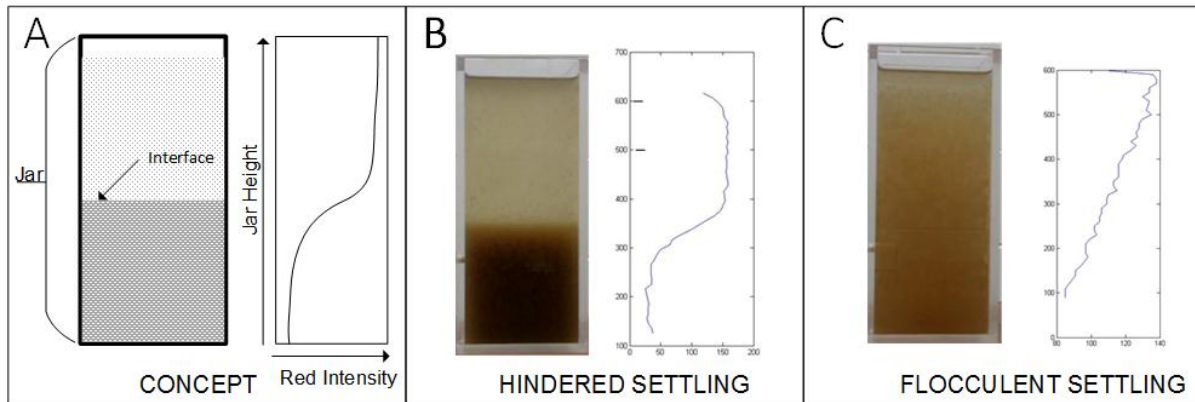 A
Jar
Interface
Jar Height
Red Intensity
CONCEPT
B
700
600
500
400
300
200
100
0
50
100
150
200
HINDERED SETTLING
C
600
500
400
300
200
100
0
80
100
120
140
FLOCCULENT SETTLING